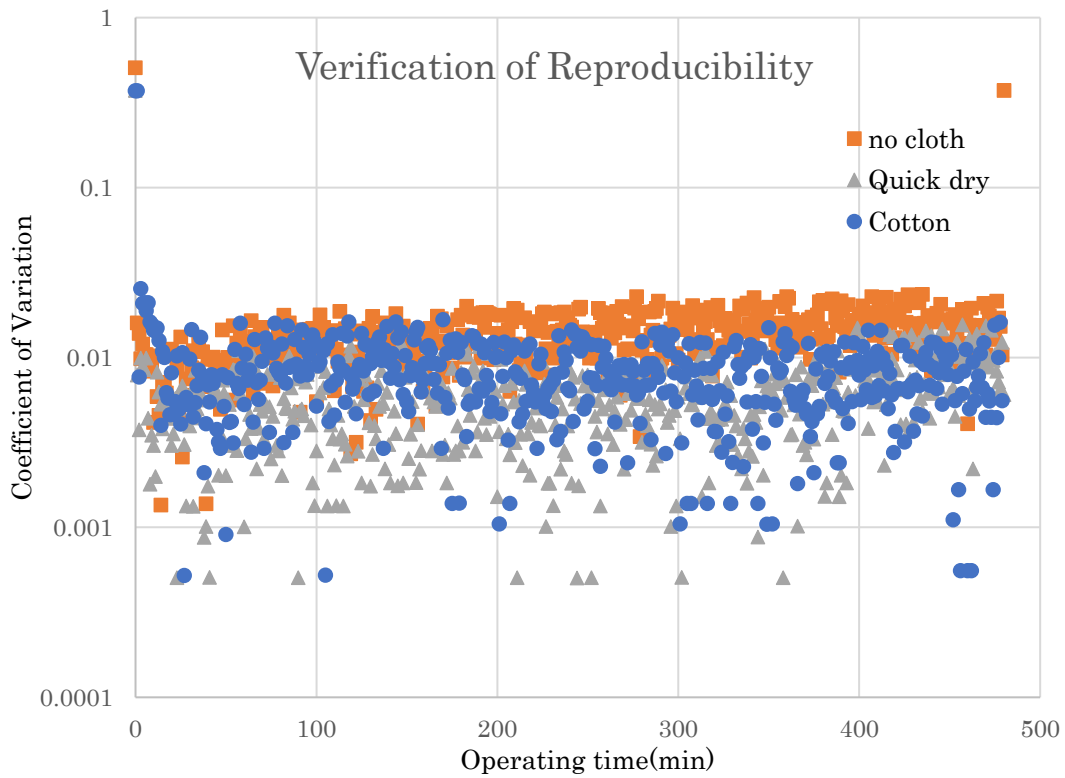 Verification of Reproducibility
1
0.1
0.01
0.001
0.0001
Coefficient of Variation
no cloth
Quick dry
Cotton
0 100 200 300 400 500
Operating time(min)